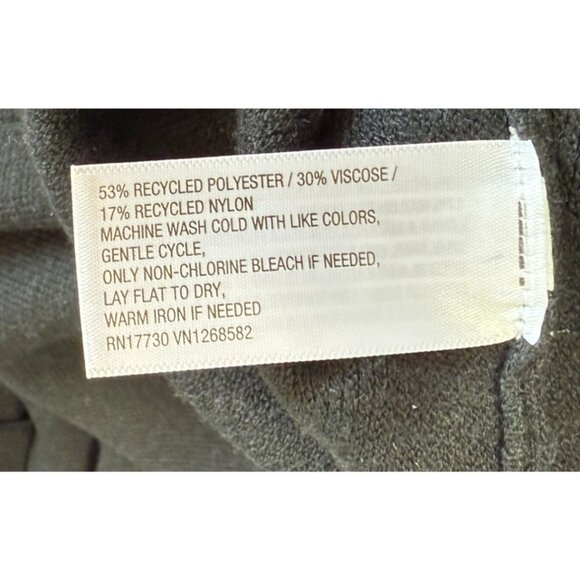 53% RECYCLED POLYESTER / 30% VISCOSE /
17% RECYCLED NYLON
MACHINE WASH COLD WITH LIKE COLORS,
GENTLE CYCLE,
ONLY NON-CHLORINE BLEACH IF NEEDED,
LAY FLAT TO DRY,
WARM IRON IF NEEDED
RN17730 VN1268582